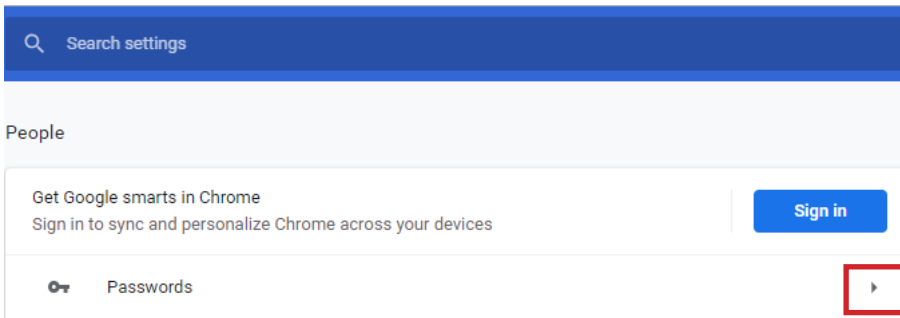 Search settings
People
Get Google smarts in Chrome
Sign in to sync and personalize Chrome across your devices
Sign in
Passwords